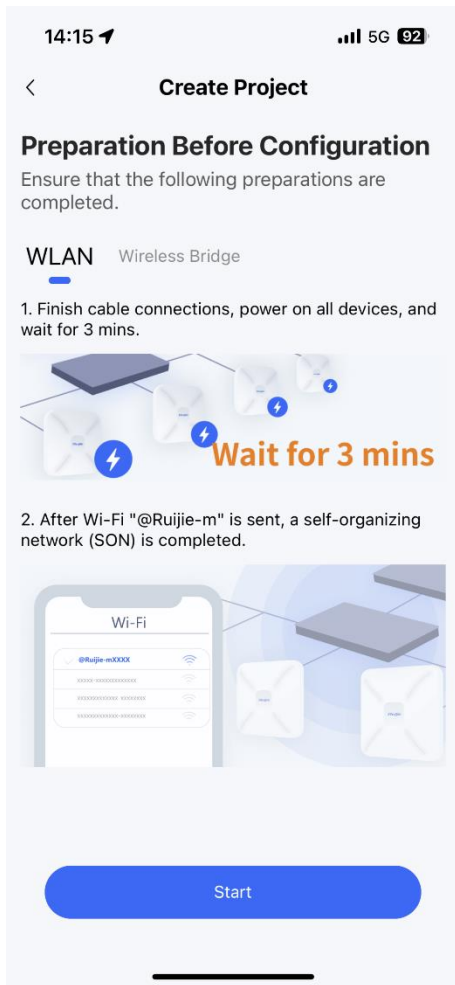 14:15
5G 92
Create Project
Preparation Before Configuration
Ensure that the following preparations are
completed.
WLAN Wireless Bridge
1. Finish cable connections, power on all devices, and
wait for 3 mins.
Wait for 3 mins
2. After Wi-Fi "@Ruijie-m" is sent, a self-organizing
network (SON) is completed.
Wi-Fi
@Ruijie-mXXXX
Start